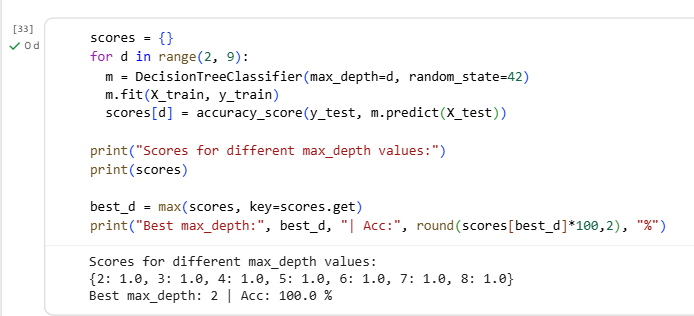 [33]
✓ 0 d
scores = {}
for d in range(2, 9):
  m = DecisionTreeClassifier(max_depth=d, random_state=42)
  m.fit(X_train, y_train)
  scores[d] = accuracy_score(y_test, m.predict(X_test))
print("Scores for different max_depth values:")
print(scores)
best_d = max(scores, key=scores.get)
print("Best max_depth:", best_d, "| Acc:", round(scores[best_d]*100,2), "%")
Scores for different max_depth values:
{2: 1.0, 3: 1.0, 4: 1.0, 5: 1.0, 6: 1.0, 7: 1.0, 8: 1.0}
Best max_depth: 2 | Acc: 100.0 %